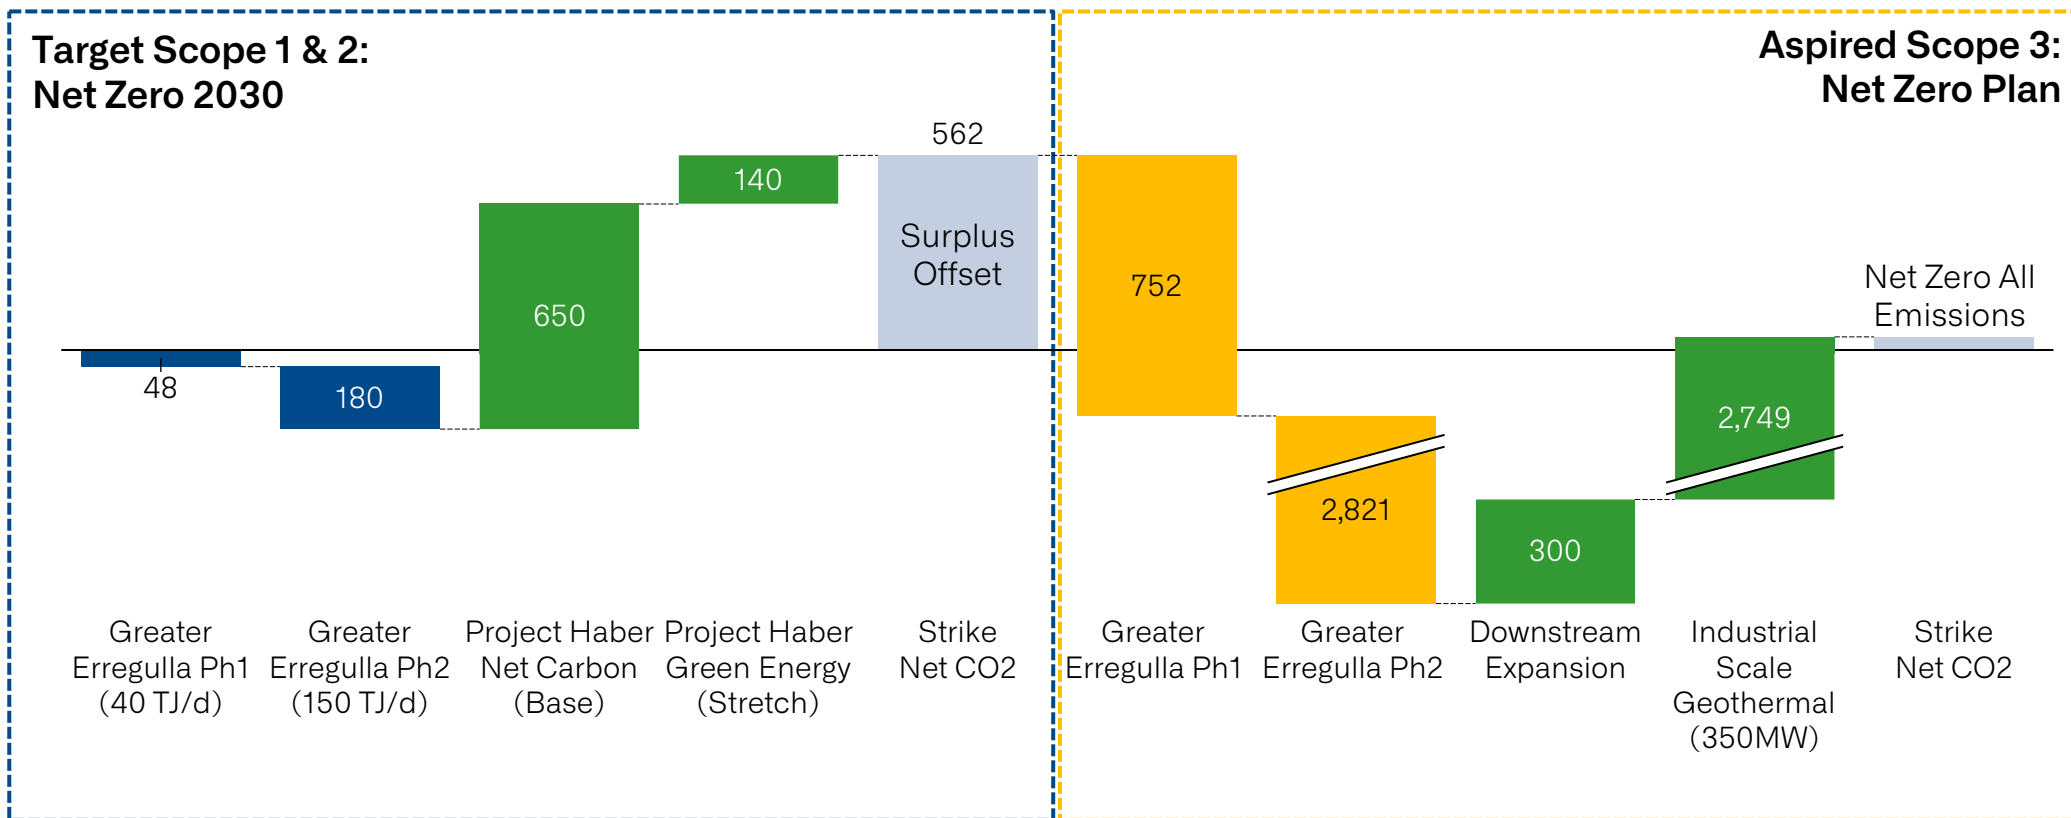 Target Scope 1 & 2:
Net Zero 2030
Aspired Scope 3:
Net Zero Plan
48
180
650
140
562
Surplus
Offset
752
2,821
300
2,749
Net Zero All
Emissions
Greater
Erregulla Ph1
(40 TJ/d)
Greater
Erregulla Ph2
(150 TJ/d)
Project Haber
Net Carbon
(Base)
Project Haber
Green Energy
(Stretch)
Strike
Net CO2
Greater
Erregulla Ph1
Greater
Erregulla Ph2
Downstream
Expansion
Industrial
Scale
Geothermal
(350MW)
Strike
Net CO2